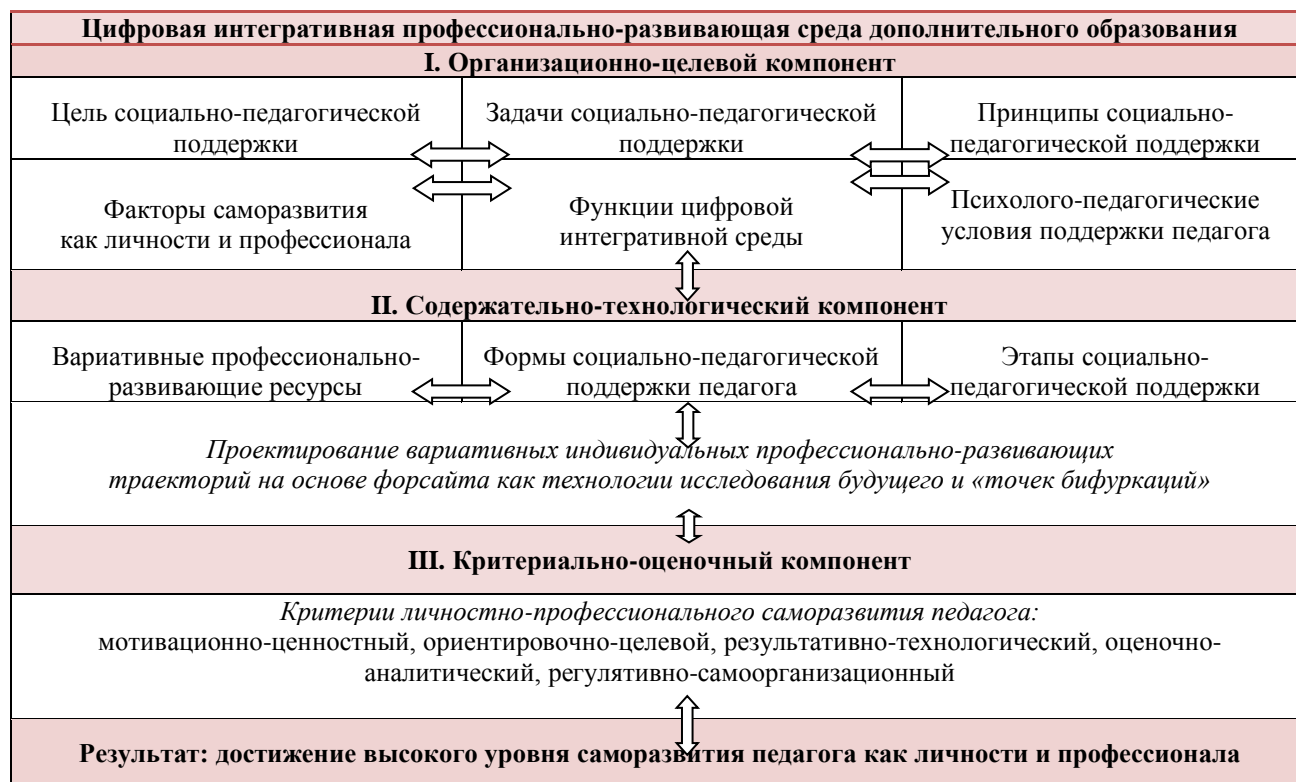 Цифровая интегративная профессионально-развивающая среда дополнительного образования
I. Организационно-целевой компонент
Цель социально-педагогической
поддержки
Задачи социально-педагогической
поддержки
Принципы социально-
педагогической поддержки
Факторы саморазвития
как личности и профессионала
Функции цифровой
интегративной среды
Психолого-педагогические
условия поддержки педагога
II. Содержательно-технологический компонент
Вариативные профессионально-
развивающие ресурсы
Формы социально-педагогической
поддержки педагога
Этапы социально-
педагогической поддержки
Проектирование вариативных индивидуальных профессионально-развивающих
траекторий на основе форсайта как технологии исследования будущего и «точек бифуркаций»
III. Критериально-оценочный компонент
Критерии личностно-профессионального саморазвития педагога:
мотивационно-ценностный, ориентировочно-целевой, результативно-технологический, оценочно-
аналитический, регулятивно-самоорганизационный
Результат: достижение высокого уровня саморазвития педагога как личности и профессионала